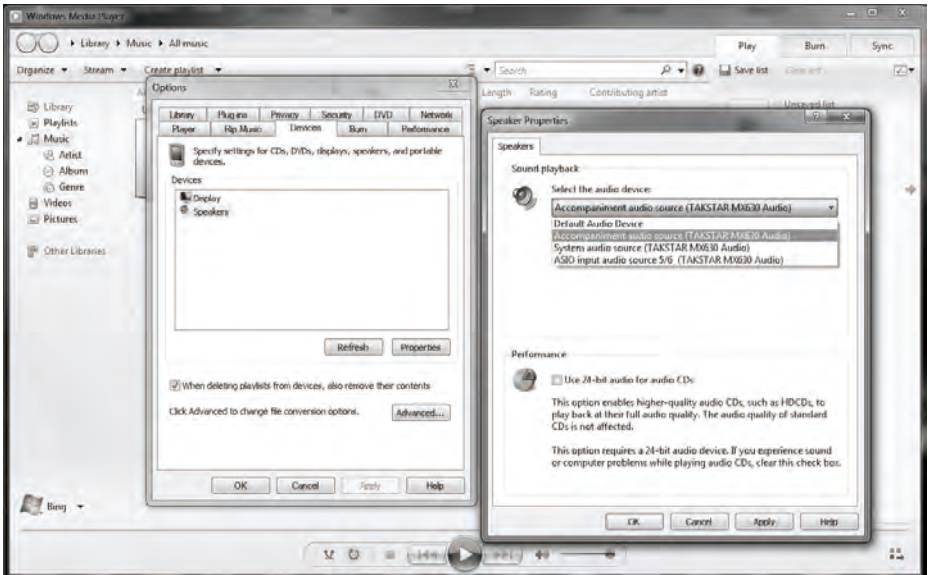 Windows Media Player
Library Music All music
Play Burn Sync
Organize Stream Create playlist
Search
Save list Clear list
Length Rating Contributing artist
Unsaved list
Library
Playlists
Music
Artist
Album
Genre
Videos
Pictures
Other Libraries
Bing
Options
Library Plug-ins Privacy Security DVD Network
Player Rip Music Devices Burn Performance
Specify settings for CDs, DVDs, displays, speakers, and portable
devices.
Devices
Display
Speakers
Refresh Properties
When deleting playlists from devices, also remove their contents
Click Advanced to change file conversion options. Advanced...
OK Cancel Apply Help
Speaker Properties
Speakers
Sound playback
Select the audio device:
Accompaniment audio source (TAKSTAR MX630 Audio)
Default Audio Device
Accompaniment audio source (TAKSTAR MX630 Audio)
System audio source (TAKSTAR MX630 Audio)
ASIO input audio source 5/6 (TAKSTAR MX630 Audio)
Performance
Use 24-bit audio for audio CDs
This option enables higher-quality audio CDs, such as HDCDs, to
play back at their full audio quality. The audio quality of standard
CDs is not affected.
This option requires a 24-bit audio device. If you experience sound
or computer problems while playing audio CDs, clear this check box.
OK Cancel Apply Help